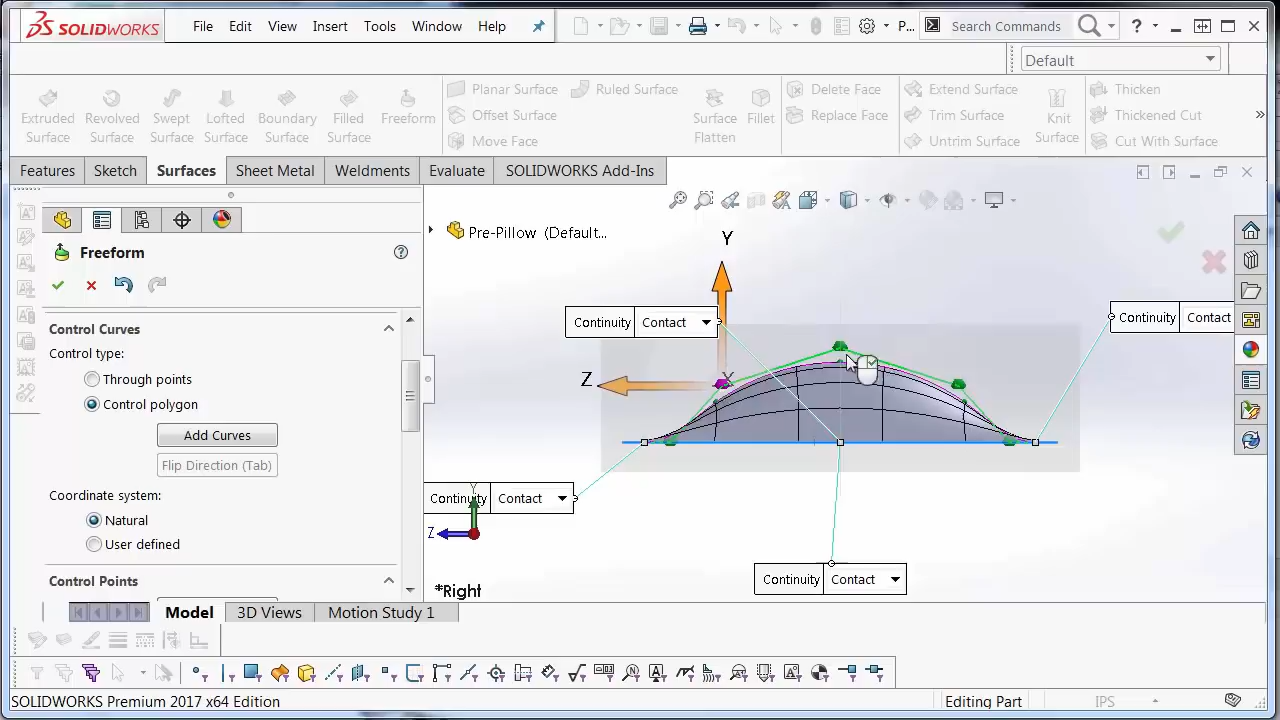 SOLIDWORKS File Edit View Insert Tools Window Help P... Search Commands ?
Default
Extruded Surface
Revolved Surface
Swept Surface
Lofted Surface
Boundary Surface
Filled Surface
Freeform
Planar Surface
Offset Surface
Move Face
Ruled Surface
Surface Flatten
Fillet
Delete Face
Replace Face
Extend Surface
Trim Surface
Untrim Surface
Knit Surface
Thicken
Thickened Cut
Cut With Surface
»
Features Sketch Surfaces Sheet Metal Weldments Evaluate SOLIDWORKS Add-Ins
Freeform ?
Control Curves
Control type:
Through points
Control polygon
Add Curves
Flip Direction (Tab)
Coordinate system:
Natural
User defined
Control Points
Pre-Pillow (Default...
Y
Continuity Contact
Continuity Contact
Z X
Continuity Contact
Y
Z
Continuity Contact
*Right
Model 3D Views Motion Study 1
SOLIDWORKS Premium 2017 x64 Edition Editing Part IPS